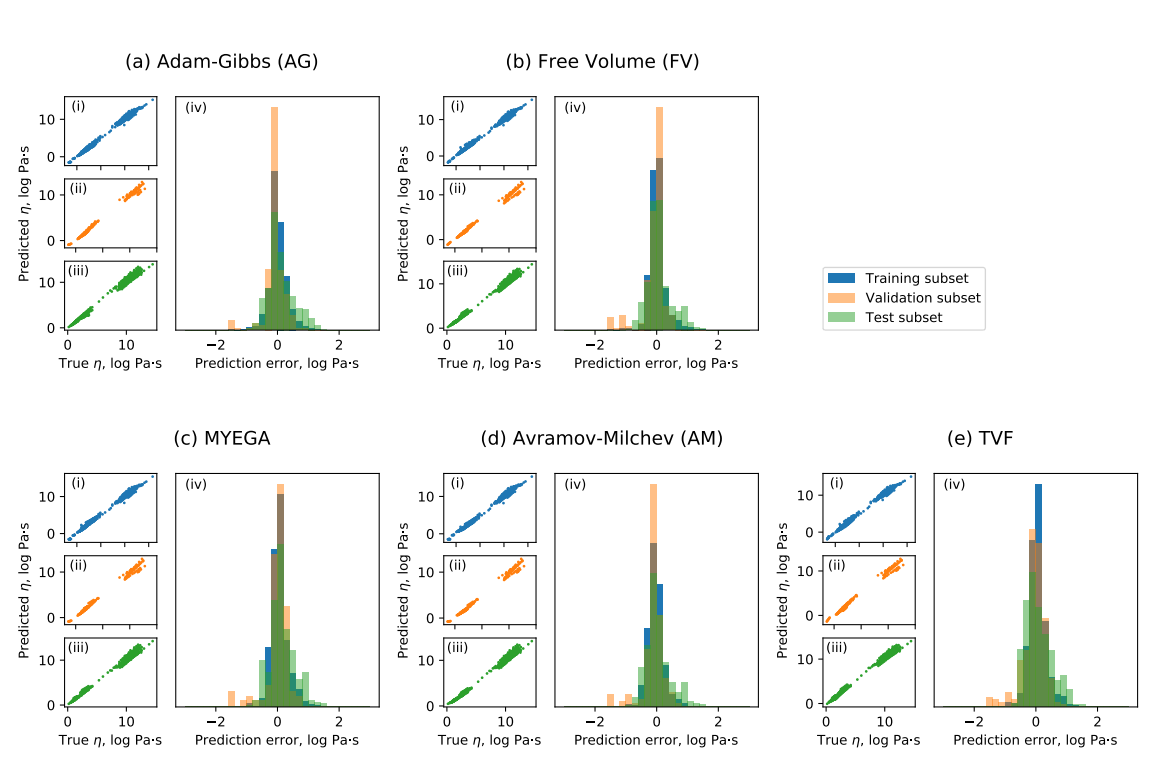 (a) Adam-Gibbs (AG)
(b) Free Volume (FV)
(i)
(iv)
10
0
(ii)
10
0
(iii)
10
0
Predicted η, log Pa·s
0
10
True η, log Pa·s
−2
0
2
Prediction error, log Pa·s
(i)
(iv)
10
0
(ii)
10
0
(iii)
10
0
Predicted η, log Pa·s
0
10
True η, log Pa·s
−2
0
2
Prediction error, log Pa·s
Training subset
Validation subset
Test subset
(c) MYEGA
(d) Avramov-Milchev (AM)
(e) TVF
(i)
(iv)
10
0
(ii)
10
0
(iii)
10
0
Predicted η, log Pa·s
0
10
True η, log Pa·s
−2
0
2
Prediction error, log Pa·s
(i)
(iv)
10
0
(ii)
10
0
(iii)
10
0
Predicted η, log Pa·s
0
10
True η, log Pa·s
−2
0
2
Prediction error, log Pa·s
(i)
(iv)
10
0
(ii)
10
0
(iii)
10
0
Predicted η, log Pa·s
0
10
True η, log Pa·s
−2
0
2
Prediction error, log Pa·s